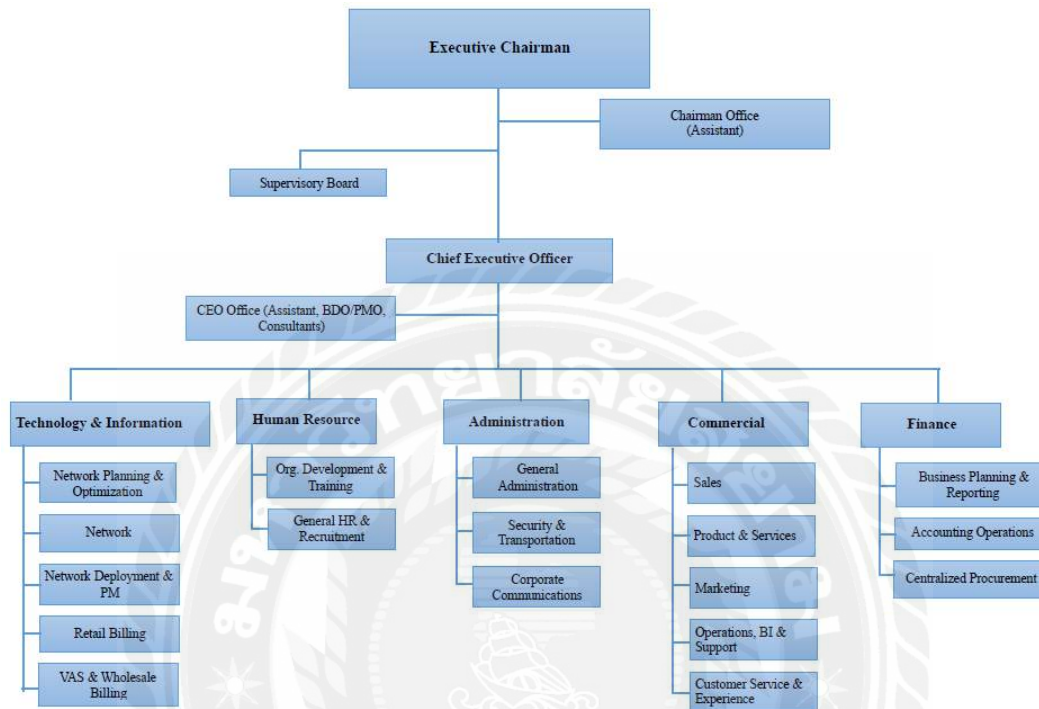 Executive Chairman
Chairman Office
(Assistant)
Supervisory Board
Chief Executive Officer
CEO Office (Assistant, BDO/PMO,
Consultants)
Technology & Information
Network Planning &
Optimization
Network
Network Deployment &
PM
Retail Billing
VAS & Wholesale
Billing
Human Resource
Org. Development &
Training
General HR &
Recruitment
Administration
General
Administration
Security &
Transportation
Corporate
Communications
Commercial
Sales
Product & Services
Marketing
Operations, BI &
Support
Customer Service &
Experience
Finance
Business Planning &
Reporting
Accounting Operations
Centralized Procurement